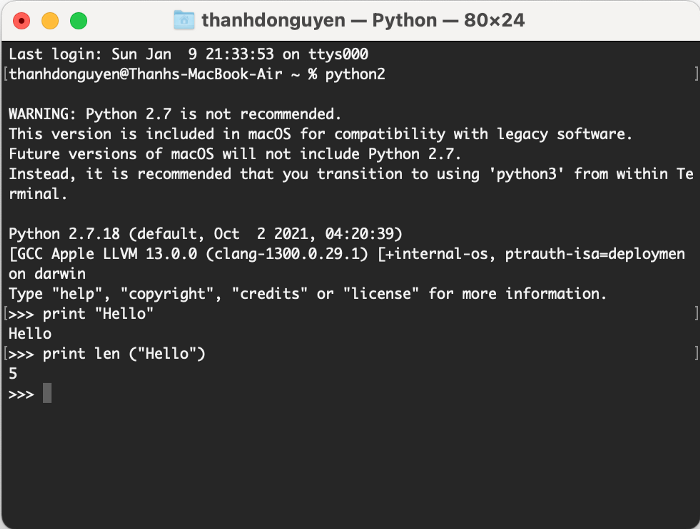 thanhdonguyen — Python — 80×24
Last login: Sun Jan  9 21:33:53 on ttys000
[thanhdonguyen@Thanhs-MacBook-Air ~ % python2 ]
WARNING: Python 2.7 is not recommended.
This version is included in macOS for compatibility with legacy software.
Future versions of macOS will not include Python 2.7.
Instead, it is recommended that you transition to using 'python3' from within Te
rminal.
Python 2.7.18 (default, Oct  2 2021, 04:20:39)
[GCC Apple LLVM 13.0.0 (clang-1300.0.29.1) [+internal-os, ptrauth-isa=deploymen
on darwin
Type "help", "copyright", "credits" or "license" for more information.
[>>> print "Hello" ]
Hello
[>>> print len ("Hello") ]
5
>>>